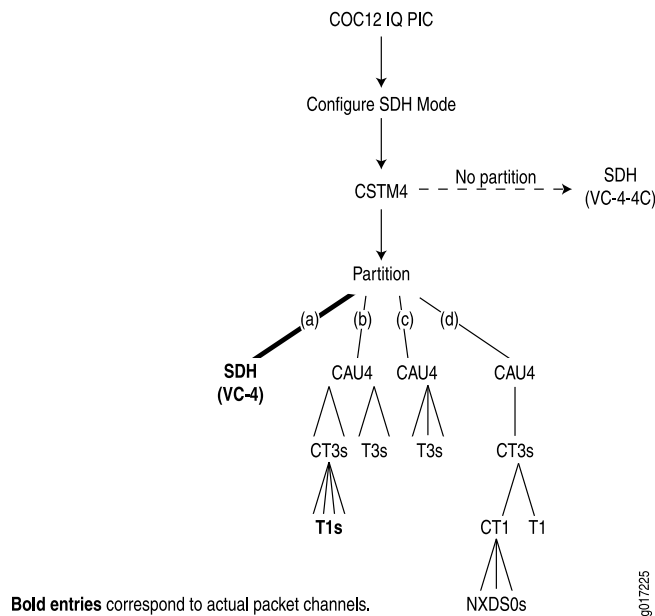 COC12 IQ PIC
Configure SDH Mode
CSTM4
No partition
SDH
(VC-4-4C)
Partition
(a)
(b)
(c)
(d)
SDH
(VC-4)
CAU4
CAU4
CAU4
CT3s
T3s
T3s
CT3s
T1s
CT1
T1
NXDS0s
Bold entries correspond to actual packet channels.
g017225